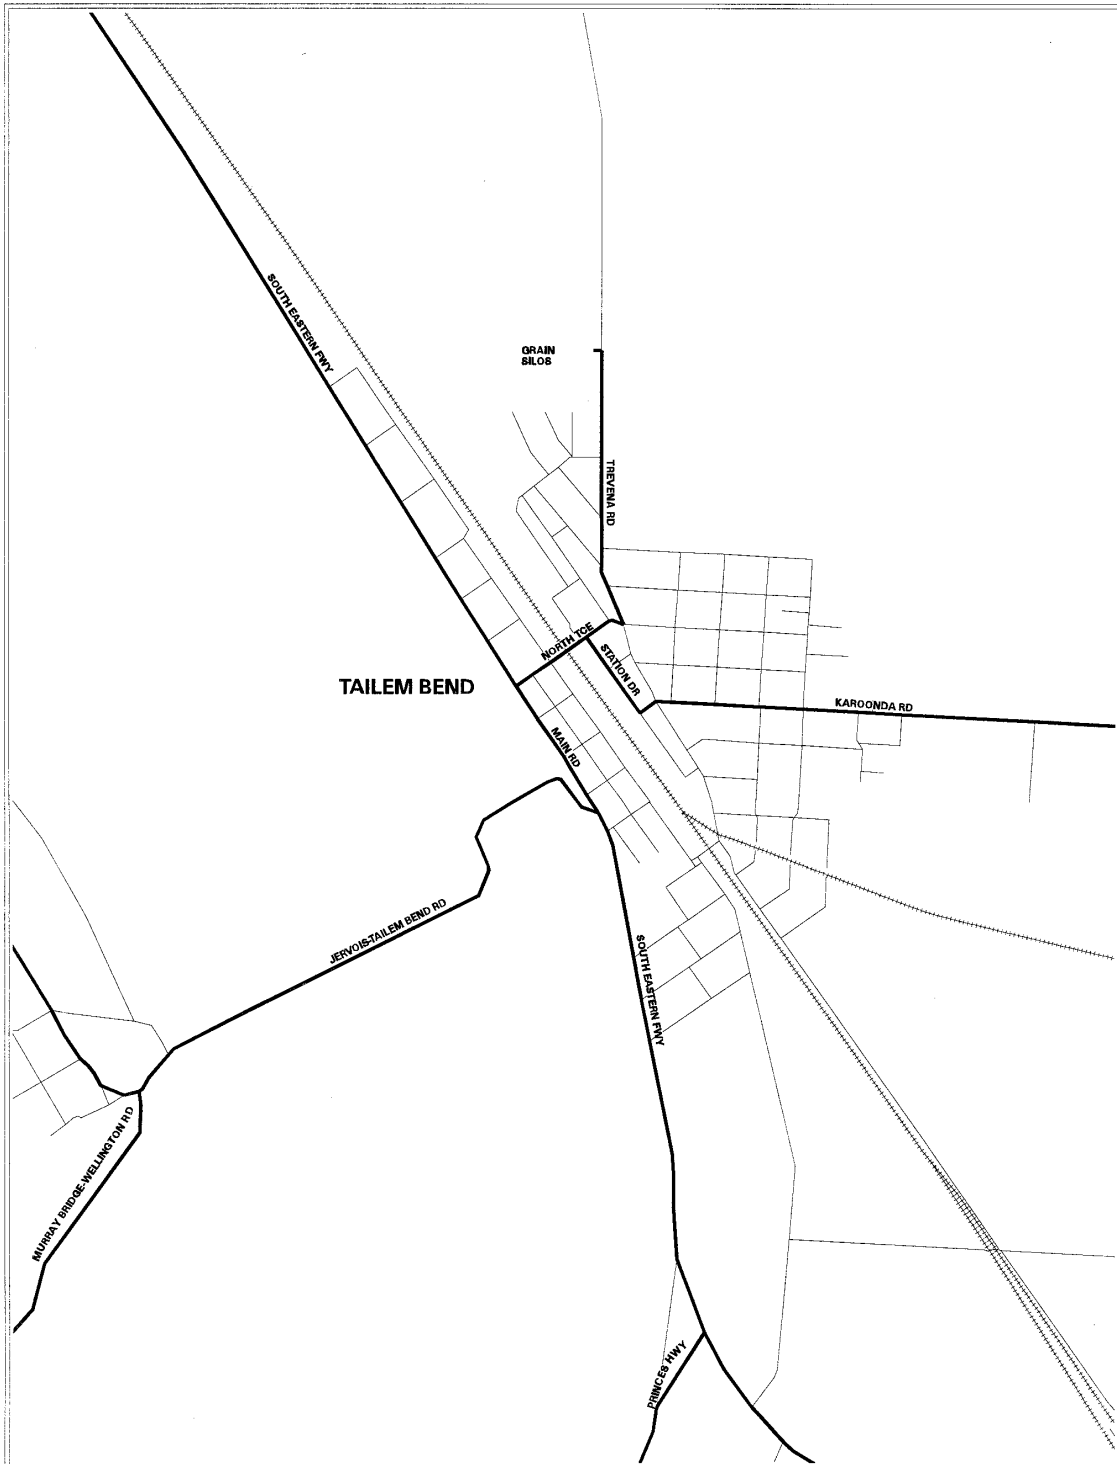 SOUTH EASTERN FWY
GRAIN
SILOS
TREVENA RD
NORTH TCE
STATION DR
TAILEM BEND
KAROONDA RD
MAIN RD
JERVOIS-TAILEM BEND RD
SOUTH EASTERN FWY
MURRAY BRIDGE-WELLINGTON RD
PRINCES HWY